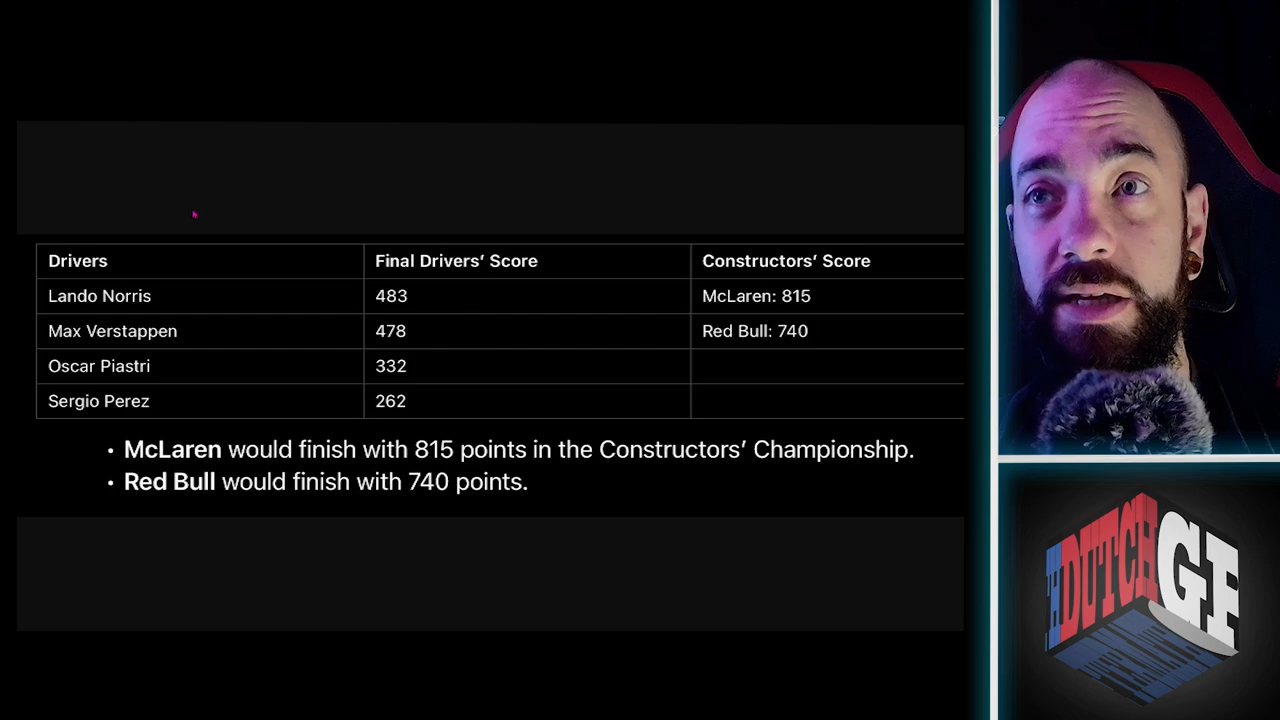 Drivers Final Drivers’ Score Constructors’ Score
Lando Norris 483 McLaren: 815
Max Verstappen 478 Red Bull: 740
Oscar Piastri 332
Sergio Perez 262
• McLaren would finish with 815 points in the Constructors’ Championship.
• Red Bull would finish with 740 points.
DUTCH